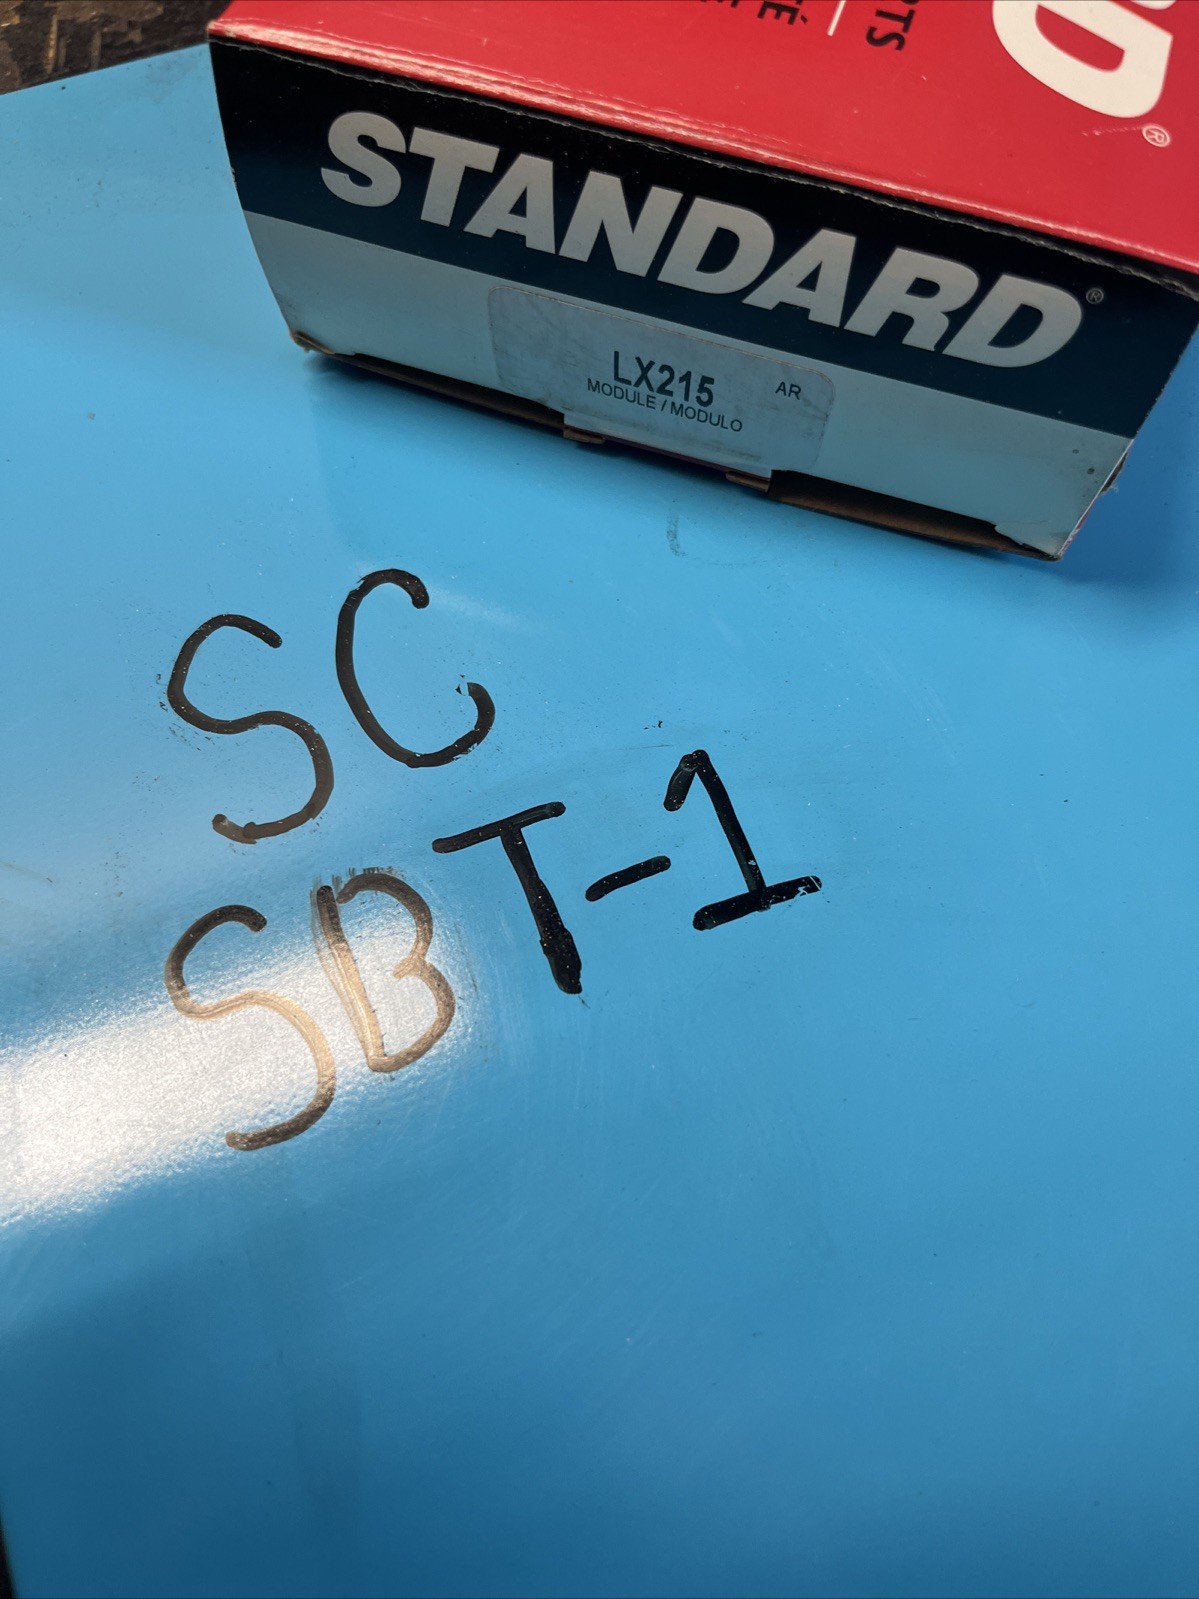 STANDARD®
LX215 AR
MODULE / MODULO
SC
SBT-1